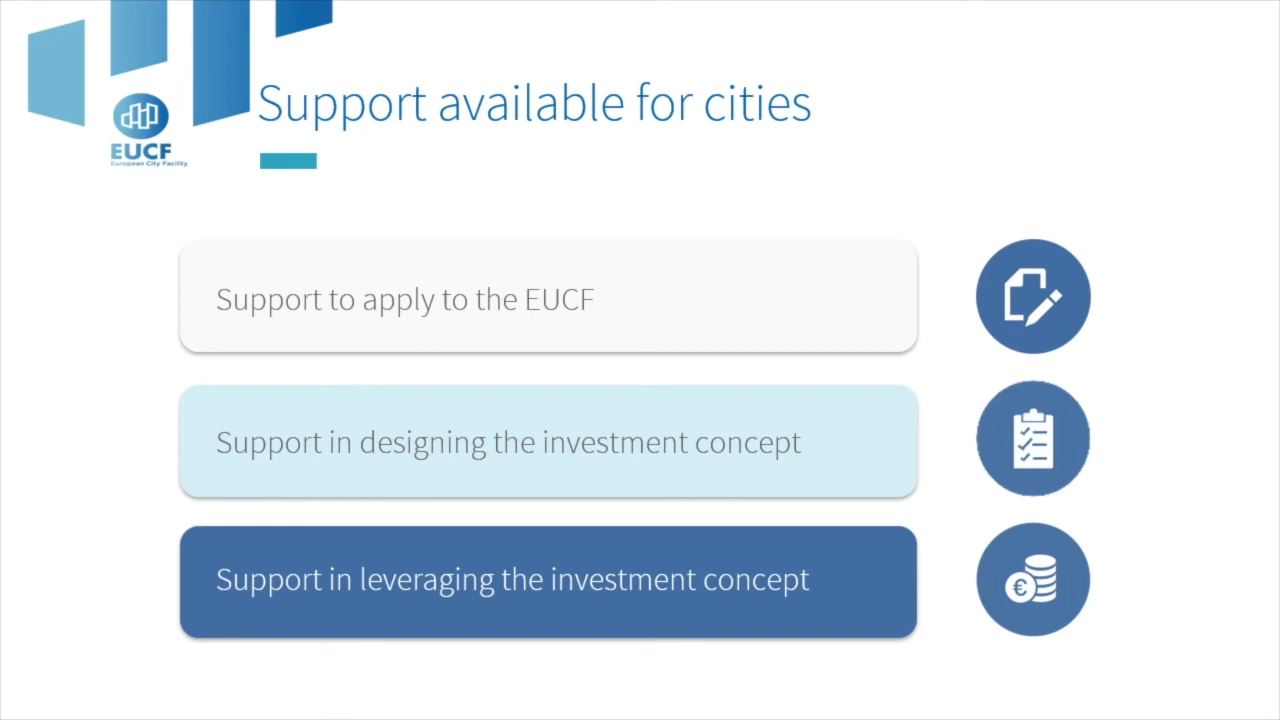 Support available for cities
EUCF
European City Facility
Support to apply to the EUCF
Support in designing the investment concept
Support in leveraging the investment concept
€